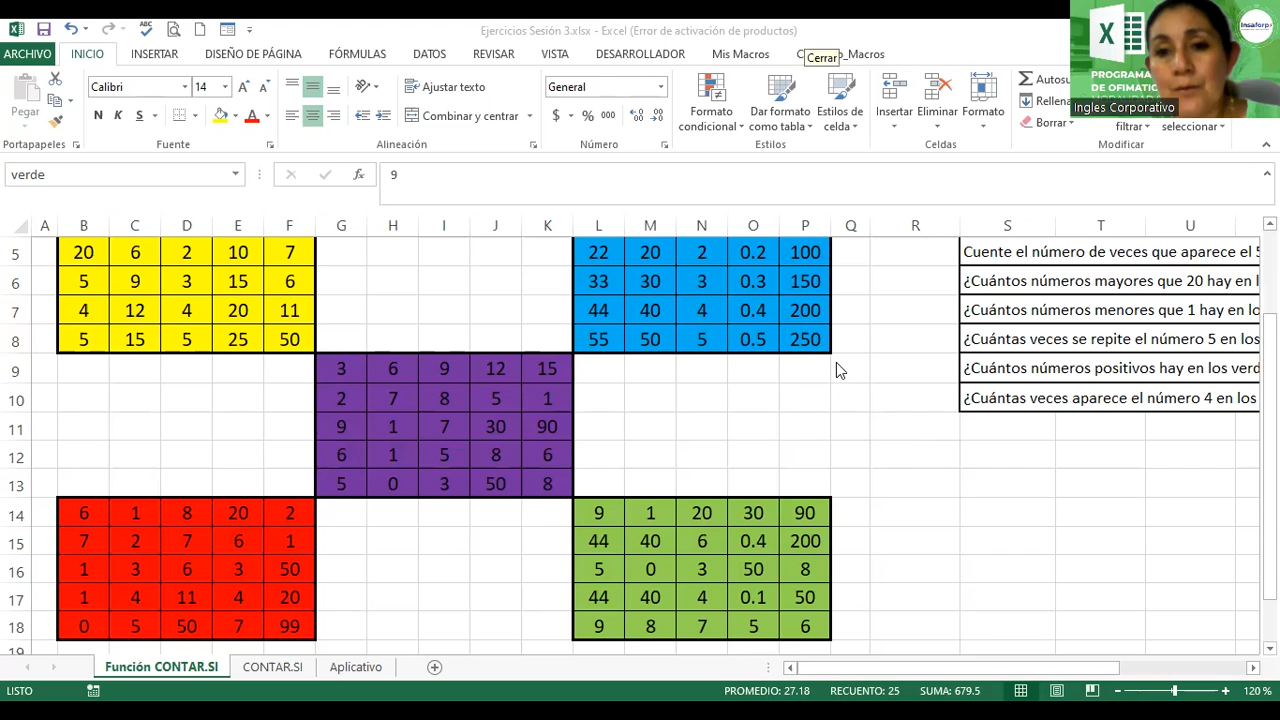 Ejercicios Sesión 3.xlsx - Excel (Error de activación de productos)
ARCHIVO INICIO INSERTAR DISEÑO DE PÁGINA FÓRMULAS DATOS REVISAR VISTA DESARROLLADOR Mis Macros _Macros
Cerrar
Insaforp
PROGRAMA
DE OFIMATIC
Ingles Corporativo
Pegar
Calibri 14
N K S
Ajustar texto
Combinar y centrar
General
$ % 000
Formato condicional
Dar formato como tabla
Estilos de celda
Insertar Eliminar Formato
Autosu
Rellena
Borrar
filtrar
seleccionar
Portapapeles Fuente Alineación Número Estilos Celdas Modificar
verde fx 9
A B C D E F G H I J K L M N O P Q R S T U
5 20 6 2 10 7 22 20 2 0.2 100 Cuente el número de veces que aparece el 5
6 5 9 3 15 6 33 30 3 0.3 150 ¿Cuántos números mayores que 20 hay en l
7 4 12 4 20 11 44 40 4 0.4 200 ¿Cuántos números menores que 1 hay en lo
8 5 15 5 25 50 55 50 5 0.5 250 ¿Cuántas veces se repite el número 5 en los
9 3 6 9 12 15 ¿Cuántos números positivos hay en los verd
10 2 7 8 5 1 ¿Cuántas veces aparece el número 4 en los
11 9 1 7 30 90
12 6 1 5 8 6
13 5 0 3 50 8
14 6 1 8 20 2 9 1 20 30 90
15 7 2 7 6 1 44 40 6 0.4 200
16 1 3 6 3 50 5 0 3 50 8
17 1 4 11 4 20 44 40 4 0.1 50
18 0 5 50 7 99 9 8 7 5 6
19
Función CONTAR.SI CONTAR.SI Aplicativo
LISTO PROMEDIO: 27.18 RECUENTO: 25 SUMA: 679.5 120 %